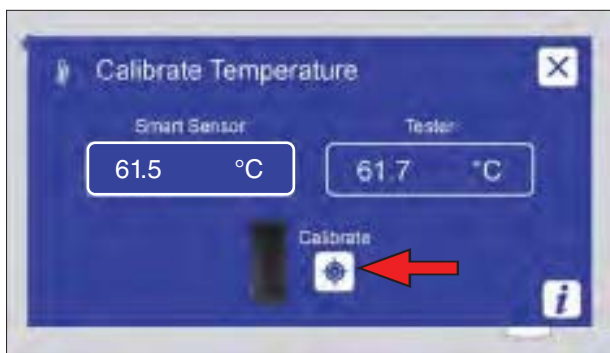 Calibrate Temperature
Smart Sensor Tester
61.5 °C 61.7 °C
Calibrate
i